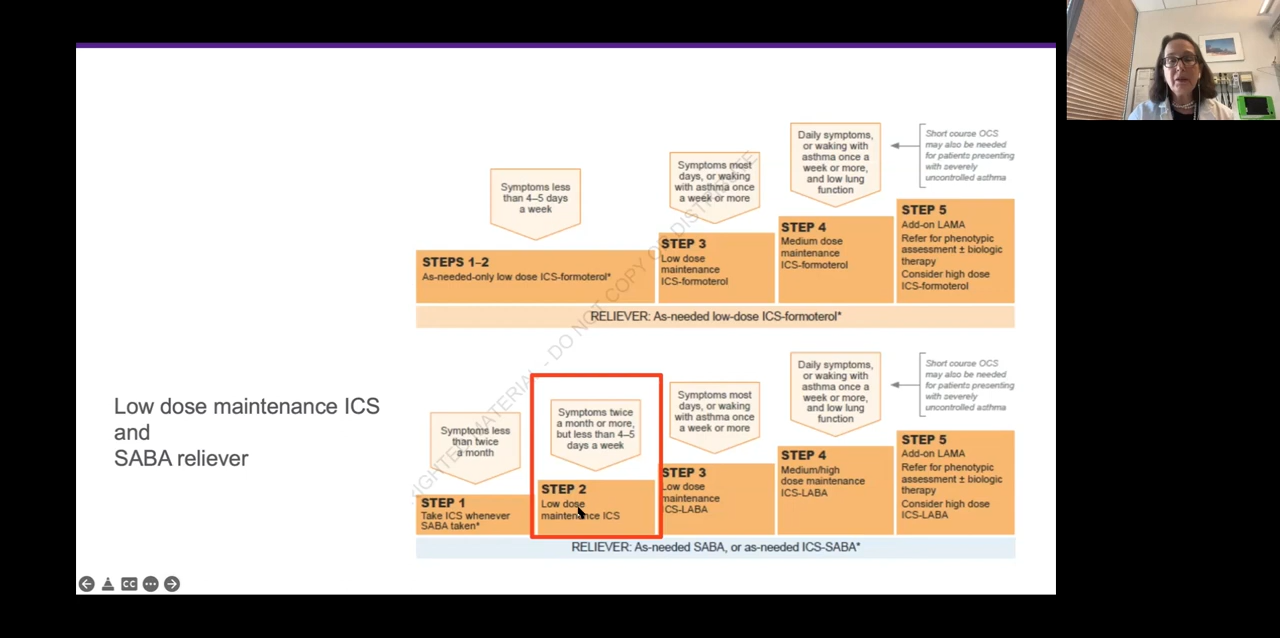 Symptoms less
than 4–5 days
a week
Symptoms most
days, or waking
with asthma once
a week or more
Daily symptoms,
or waking with
asthma once a
week or more,
and low lung
function
Short course OCS
may also be needed
for patients presenting
with severely
uncontrolled asthma
STEPS 1–2
As-needed-only low dose ICS-formoterol*
STEP 3
Low dose
maintenance
ICS-formoterol
STEP 4
Medium dose
maintenance
ICS-formoterol
STEP 5
Add-on LAMA
Refer for phenotypic
assessment ± biologic
therapy
Consider high dose
ICS-formoterol
RELIEVER: As-needed low-dose ICS-formoterol*
Low dose maintenance ICS
and
SABA reliever
Symptoms less
than twice
a month
Symptoms twice
a month or more,
but less than 4–5
days a week
Symptoms most
days, or waking
with asthma once
a week or more
Daily symptoms,
or waking with
asthma once a
week or more,
and low lung
function
Short course OCS
may also be needed
for patients presenting
with severely
uncontrolled asthma
STEP 1
Take ICS whenever
SABA taken*
STEP 2
Low dose
maintenance ICS
STEP 3
Low dose
maintenance
ICS-LABA
STEP 4
Medium/high
dose maintenance
ICS-LABA
STEP 5
Add-on LAMA
Refer for phenotypic
assessment ± biologic
therapy
Consider high dose
ICS-LABA
RELIEVER: As-needed SABA, or as-needed ICS-SABA*
MATERIAL - DO NOT COPY OR DISTRIBUTE
CC